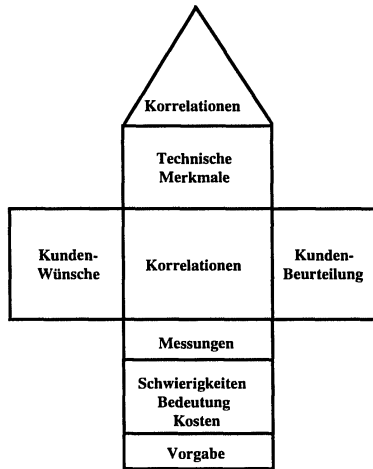 Korrelationen
Technische
Merkmale
Kunden-
Wünsche
Korrelationen
Kunden-
Beurteilung
Messungen
Schwierigkeiten
Bedeutung
Kosten
Vorgabe